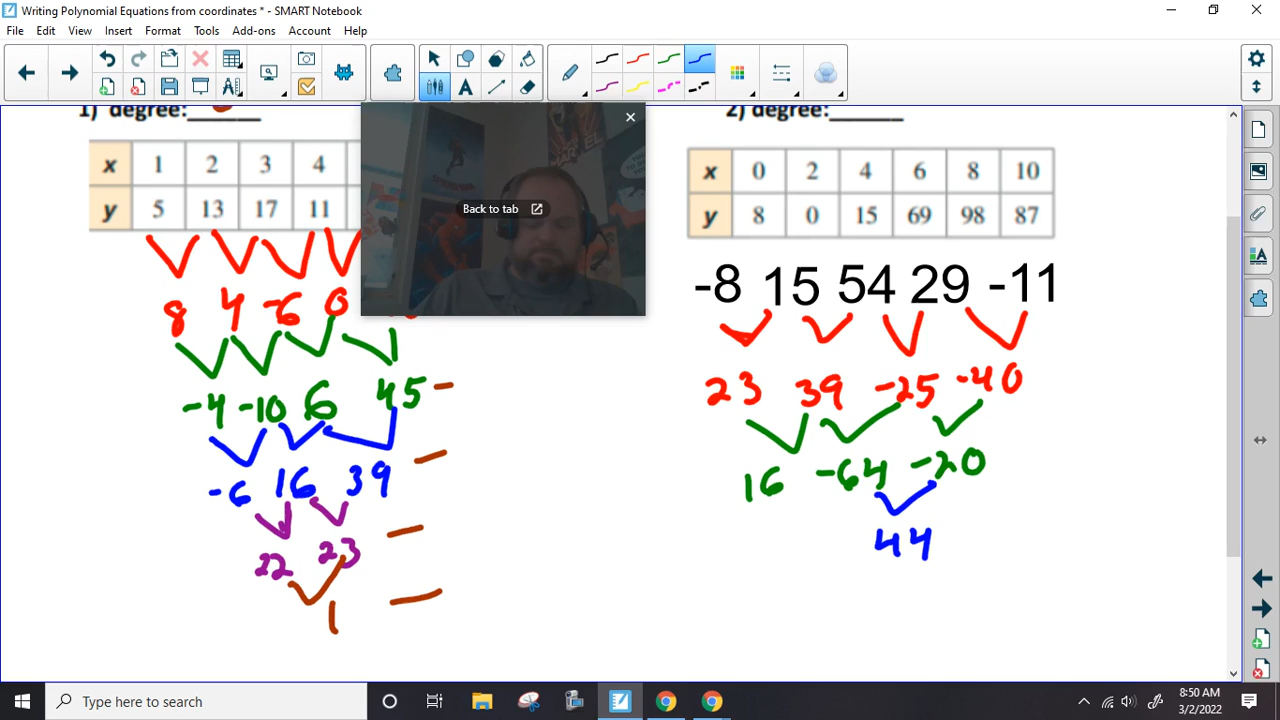 Writing Polynomial Equations from coordinates * - SMART Notebook
File Edit View Insert Format Tools Add-ons Account Help
1) degree:______
x 1 2 3 4
y 5 13 17 11
8 4 -6 0
-4 -10 6 45
-6 16 39
22 23
1
Back to tab
2) degree:______
x 0 2 4 6 8 10
y 8 0 15 69 98 87
-8 15 54 29 -11
23 39 -25 -40
16 -64 -20
44
Type here to search
8:50 AM
3/2/2022